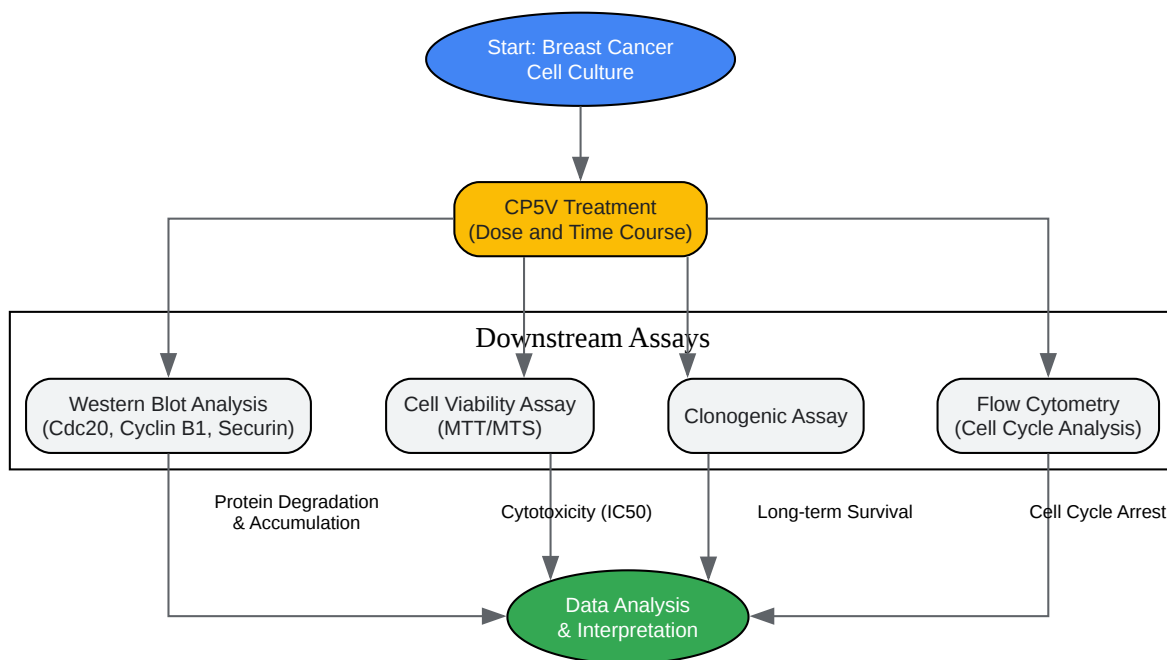 Start: Breast Cancer
Cell Culture
CP5V Treatment
(Dose and Time Course)
Downstream Assays
Western Blot Analysis
(Cdc20, Cyclin B1, Securin)
Cell Viability Assay
(MTT/MTS)
Clonogenic Assay
Flow Cytometry
(Cell Cycle Analysis)
Protein Degradation
& Accumulation
Cytotoxicity (IC50)
Long-term Survival
Cell Cycle Arrest
Data Analysis
& Interpretation